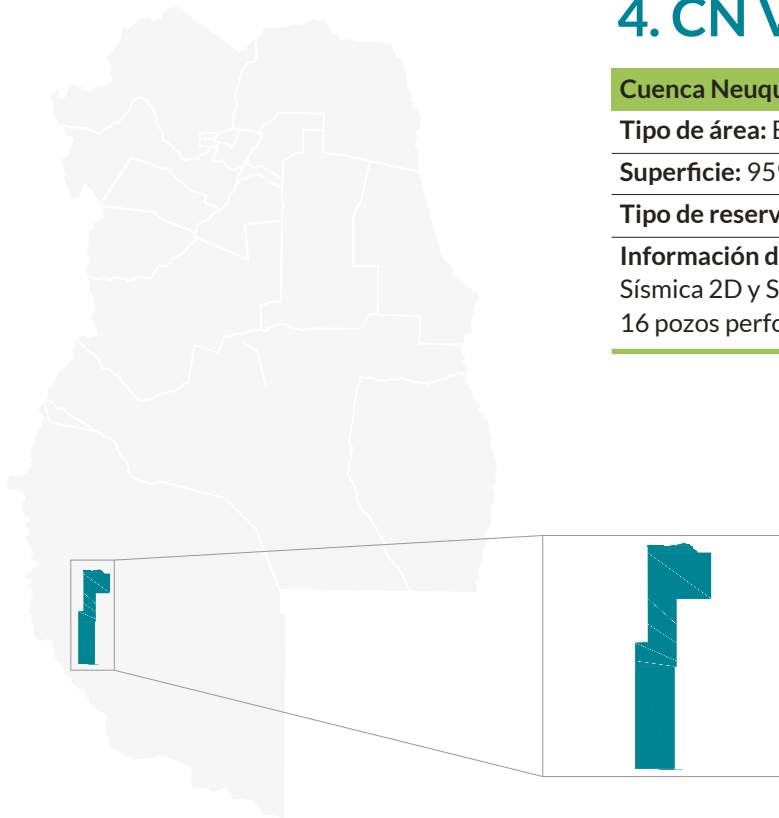 4. CN V
Cuenca Neuqu
Tipo de área: E
Superficie: 95
Tipo de reserv
Información d
Sísmica 2D y S
16 pozos perfo